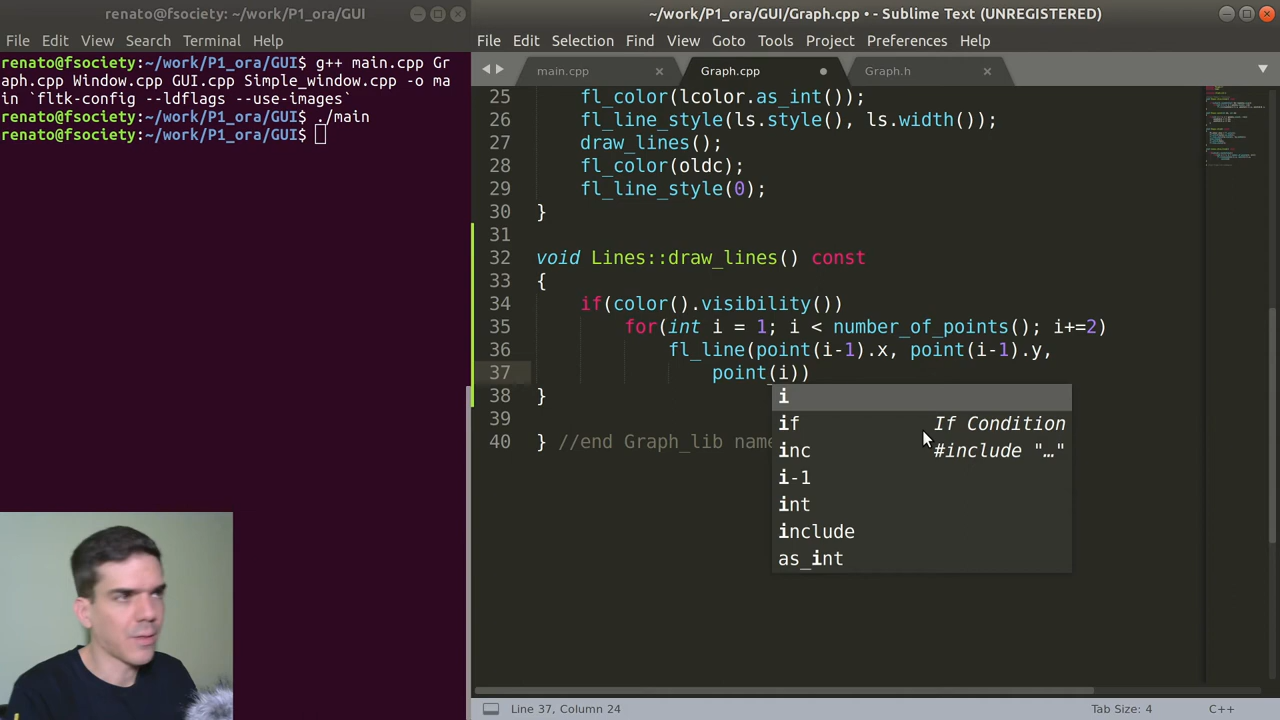 renato@fsociety: ~/work/P1_ora/GUI
File Edit View Search Terminal Help
renato@fsociety:~/work/P1_ora/GUI$ g++ main.cpp Gr
aph.cpp Window.cpp GUI.cpp Simple_window.cpp -o ma
in `fltk-config --ldflags --use-images`
renato@fsociety:~/work/P1_ora/GUI$ ./main
renato@fsociety:~/work/P1_ora/GUI$
~/work/P1_ora/GUI/Graph.cpp • - Sublime Text (UNREGISTERED)
File Edit Selection Find View Goto Tools Project Preferences Help
main.cpp Graph.cpp Graph.h
25 fl_color(lcolor.as_int());
26 fl_line_style(ls.style(), ls.width());
27 draw_lines();
28 fl_color(oldc);
29 fl_line_style(0);
30 }
31
32 void Lines::draw_lines() const
33 {
34 if(color().visibility())
35 for(int i = 1; i < number_of_points(); i+=2)
36 fl_line(point(i-1).x, point(i-1).y,
37 point(i))
38 }
39
40 } //end Graph_lib name
i
if If Condition
inc #include "…"
i-1
int
include
as_int
Line 37, Column 24
Tab Size: 4
C++